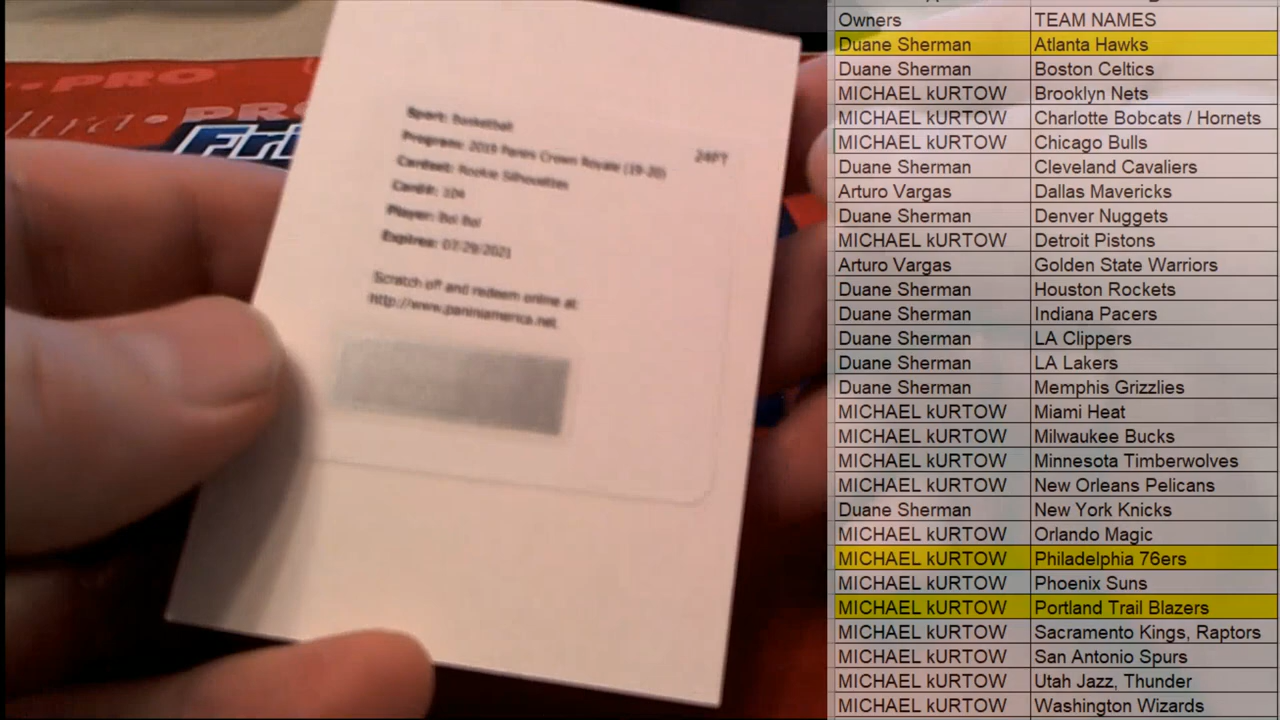 PRO
PRO
Sport: Basketball
24PT
Program: 2019 Panini Crown Royale (19-20)
Cardset: Rookie Silhouettes
Card#: 104
Player: Bol Bol
Expires: 07/29/2021
Scratch off and redeem online at
http://www.paniniamerica.net
Owners TEAM NAMES
Duane Sherman Atlanta Hawks
Duane Sherman Boston Celtics
MICHAEL kURTOW Brooklyn Nets
MICHAEL kURTOW Charlotte Bobcats / Hornets
MICHAEL kURTOW Chicago Bulls
Duane Sherman Cleveland Cavaliers
Arturo Vargas Dallas Mavericks
Duane Sherman Denver Nuggets
MICHAEL kURTOW Detroit Pistons
Arturo Vargas Golden State Warriors
Duane Sherman Houston Rockets
Duane Sherman Indiana Pacers
Duane Sherman LA Clippers
Duane Sherman LA Lakers
Duane Sherman Memphis Grizzlies
MICHAEL kURTOW Miami Heat
MICHAEL kURTOW Milwaukee Bucks
MICHAEL kURTOW Minnesota Timberwolves
MICHAEL kURTOW New Orleans Pelicans
Duane Sherman New York Knicks
MICHAEL kURTOW Orlando Magic
MICHAEL kURTOW Philadelphia 76ers
MICHAEL kURTOW Phoenix Suns
MICHAEL kURTOW Portland Trail Blazers
MICHAEL kURTOW Sacramento Kings, Raptors
MICHAEL kURTOW San Antonio Spurs
MICHAEL kURTOW Utah Jazz, Thunder
MICHAEL kURTOW Washington Wizards